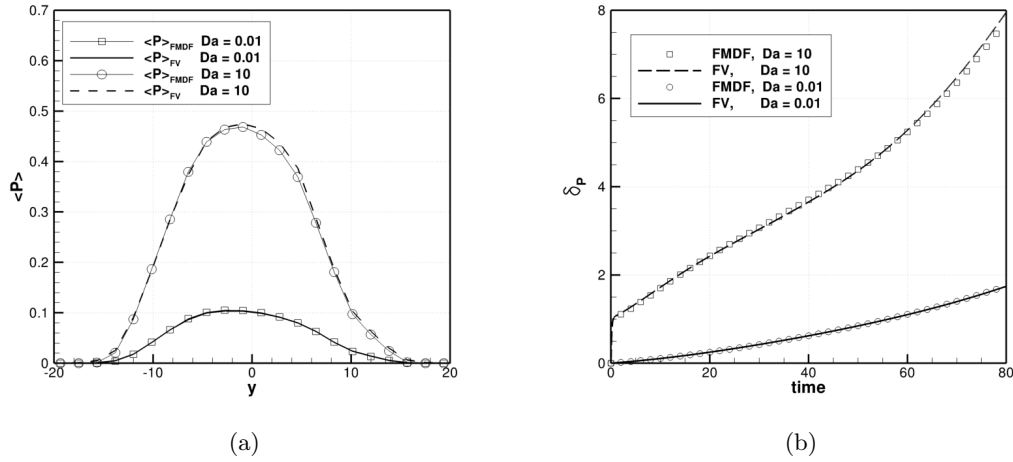 0.7
0.6
0.5
0.4
0.3
0.2
0.1
0
<P>
<P>FMDF Da = 0.01
<P>FV Da = 0.01
<P>FMDF Da = 10
<P>FV Da = 10
-20 -10 0 10 20
y
(a)
8
6
4
2
0
δP
FMDF, Da = 10
FV, Da = 10
FMDF, Da = 0.01
FV, Da = 0.01
0 20 40 60 80
time
(b)